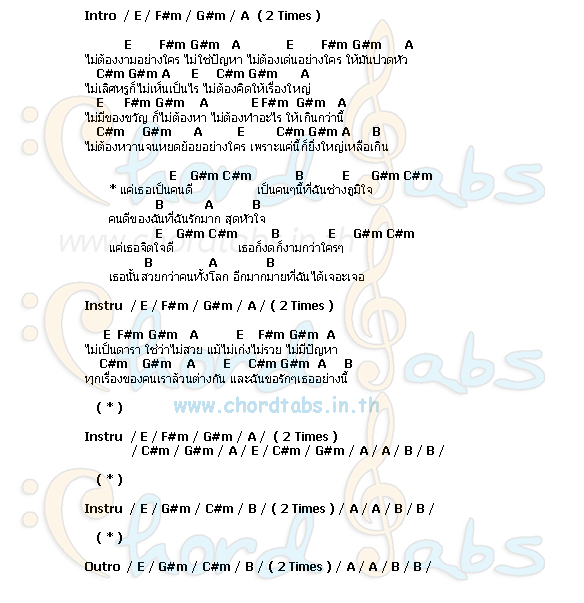 Intro / E / F#m / G#m / A ( 2 Times )
E F#m G#m A E F#m G#m A
ไม่ต้องงามอย่างใคร ไม่ใช่ปัญหา ไม่ต้องเด่นอย่างใคร ให้มันปวดหัว
C#m G#m A E C#m G#m A
ไม่เลิศหรูก็ไม่เห็นเป็นไร ไม่ต้องคิดให้เรื่องใหญ่
E F#m G#m A E F#m G#m A
ไม่มีของขวัญ ก็ไม่ต้องหา ไม่ต้องทำอะไร ให้เกินกว่านี้
C#m G#m A E C#m G#m A B
ไม่ต้องหวานจนหยดย้อยอย่างใคร เพราะแค่นี้ก็ยิ่งใหญ่เหลือเกิน
E G#m C#m B E G#m C#m
* แค่เธอเป็นคนดี เป็นคนๆนี้ที่ฉันช่างภูมิใจ
B A B
คนดีของฉันที่ฉันรักมาก สุดหัวใจ
www.chordtabs.in.th
E G#m C#m B E G#m C#m
แค่เธอจิตใจดี เธอก็งดก็งามกว่าใครๆ
B A B
เธอนั้นสวยกว่าคนทั้งโลก อีกมากมายที่ฉันได้เจอะเจอ
Instru / E / F#m / G#m / A / ( 2 Times )
E F#m G#m A E F#m G#m A
ไม่เป็นดารา ใช่ว่าไม่สวย แม้ไม่เก่งไม่รวย ไม่มีปัญหา
C#m G#m A E C#m G#m A B
ทุกเรื่องของคนเราล้วนต่างกัน และฉันขอรักๆเธออย่างนี้
( * )
www.chordtabs.in.th
Instru / E / F#m / G#m / A / ( 2 Times )
/ C#m / G#m / A / E / C#m / G#m / A / A / B / B /
( * )
Instru / E / G#m / C#m / B / ( 2 Times ) / A / A / B / B /
( * )
Outro / E / G#m / C#m / B / ( 2 Times ) / A / A / B / B /